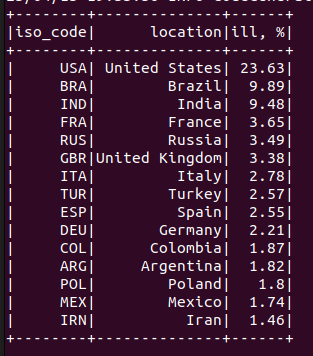 +--------+--------------+------+
|iso_code|      location|ill, %|
+--------+--------------+------+
|     USA| United States| 23.63|
|     BRA|        Brazil|  9.89|
|     IND|         India|  9.48|
|     FRA|        France|  3.65|
|     RUS|        Russia|  3.49|
|     GBR|United Kingdom|  3.38|
|     ITA|         Italy|  2.78|
|     TUR|        Turkey|  2.57|
|     ESP|         Spain|  2.55|
|     DEU|       Germany|  2.21|
|     COL|      Colombia|  1.87|
|     ARG|     Argentina|  1.82|
|     POL|        Poland|   1.8|
|     MEX|        Mexico|  1.74|
|     IRN|          Iran|  1.46|
+--------+--------------+------+